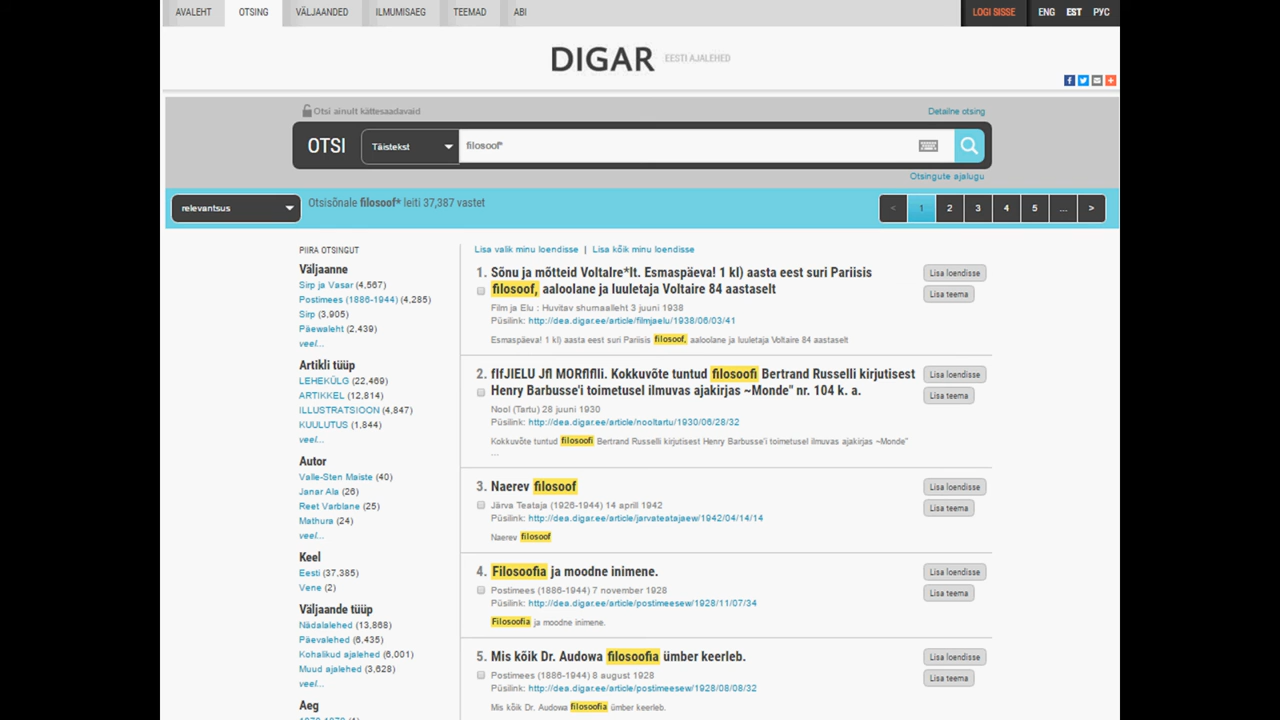 AVALEHT OTSING VÄLJAANDED ILMUMISAEG TEEMAD ABI LOGI SISSE ENG EST РУС
DIGAR EESTI AJALEHED
Otsi ainult kättesaadavaid Detailne otsing
OTSI Täistekst filosoof*
Otsingute ajalugu
relevantsus Otsisõnale filosoof* leiti 37,387 vastet < 1 2 3 4 5 ... >
PIIRA OTSINGUT
Väljaanne
Sirp ja Vasar (4,567)
Postimees (1886-1944) (4,285)
Sirp (3,905)
Päewaleht (2,439)
veel...
Artikli tüüp
LEHEKÜLG (22,469)
ARTIKKEL (12,814)
ILLUSTRATSIOON (4,847)
KUULUTUS (1,844)
veel...
Autor
Valle-Sten Maiste (40)
Janar Ala (26)
Reet Varblane (25)
Mathura (24)
veel...
Keel
Eesti (37,385)
Vene (2)
Väljaande tüüp
Nädalalehed (13,868)
Päevalehed (6,435)
Kohalikud ajalehed (6,001)
Muud ajalehed (3,628)
veel...
Aeg
Lisa valik minu loendisse | Lisa kõik minu loendisse
1. Sõnu ja mõtteid Voltalre*lt. Esmaspäeva! 1 kl) aasta eest suri Pariisis
filosoof, aaloolane ja luuletaja Voltaire 84 aastaselt
Film ja Elu : Huvitav shurnaalleht 3 juuni 1938
Püsilink: http://dea.digar.ee/article/filmjaelu/1938/06/03/41
Esmaspäeva! 1 kl) aasta eest suri Pariisis filosoof, aaloolane ja luuletaja Voltaire 84 aastaselt
Lisa loendisse
Lisa teema
2. fIfJIELU Jfl MORfIfIli. Kokkuvõte tuntud filosoofi Bertrand Russelli kirjutisest
Henry Barbusse'i toimetusel ilmuvas ajakirjas ~Monde" nr. 104 k. a.
Nool (Tartu) 28 juuni 1930
Püsilink: http://dea.digar.ee/article/nooltartu/1930/06/28/32
Kokkuvõte tuntud filosoofi Bertrand Russelli kirjutisest Henry Barbusse'i toimetusel ilmuvas ajakirjas ~Monde"
...
Lisa loendisse
Lisa teema
3. Naerev filosoof
Järva Teataja (1926-1944) 14 aprill 1942
Püsilink: http://dea.digar.ee/article/jarvateatajaew/1942/04/14/14
Naerev filosoof
Lisa loendisse
Lisa teema
4. Filosoofia ja moodne inimene.
Postimees (1886-1944) 7 november 1928
Püsilink: http://dea.digar.ee/article/postimeesew/1928/11/07/34
Filosoofia ja moodne inimene.
Lisa loendisse
Lisa teema
5. Mis kõik Dr. Audowa filosoofia ümber keerleb.
Postimees (1886-1944) 8 august 1928
Püsilink: http://dea.digar.ee/article/postimeesew/1928/08/08/32
Mis kõik Dr. Audowa filosoofia ümber keerleb.
Lisa loendisse
Lisa teema